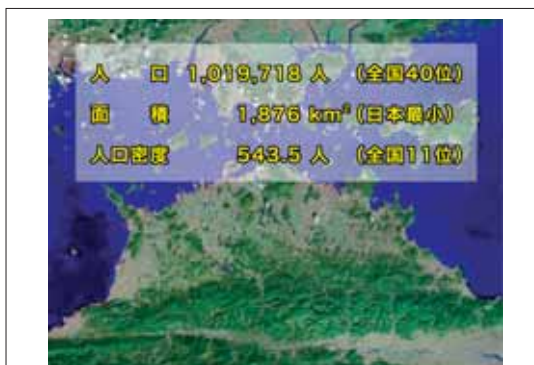 人口 1,019,718 人 (全国40位)
面積 1,876 km² (日本最小)
人口密度 543.5 人 (全国11位)